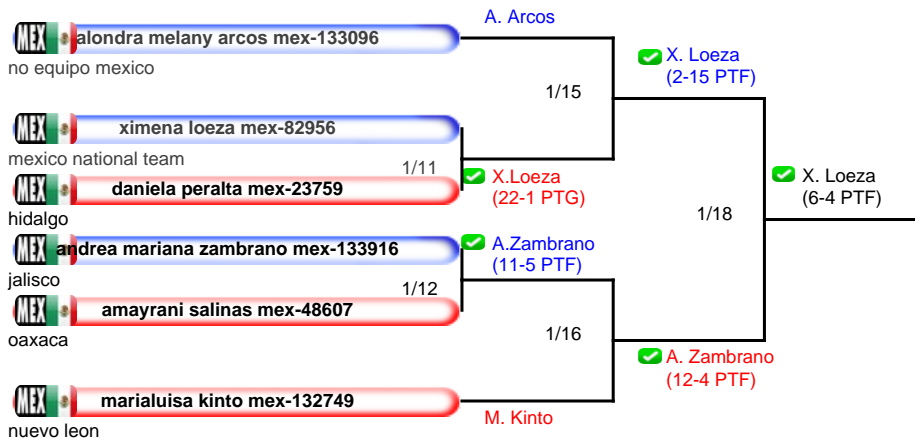 A. Arcos
MEX alondra melany arcos mex-133096
no equipo mexico
X. Loeza
(2-15 PTF)
1/15
MEX ximena loeza mex-82956
mexico national team
1/11
X.Loeza
(22-1 PTG)
MEX daniela peralta mex-23759
hidalgo
X. Loeza
(6-4 PTF)
1/18
MEX andrea mariana zambrano mex-133916
jalisco
A.Zambrano
(11-5 PTF)
1/12
MEX amayrani salinas mex-48607
oaxaca
1/16
A. Zambrano
(12-4 PTF)
MEX marialuisa kinto mex-132749
nuevo leon
M. Kinto